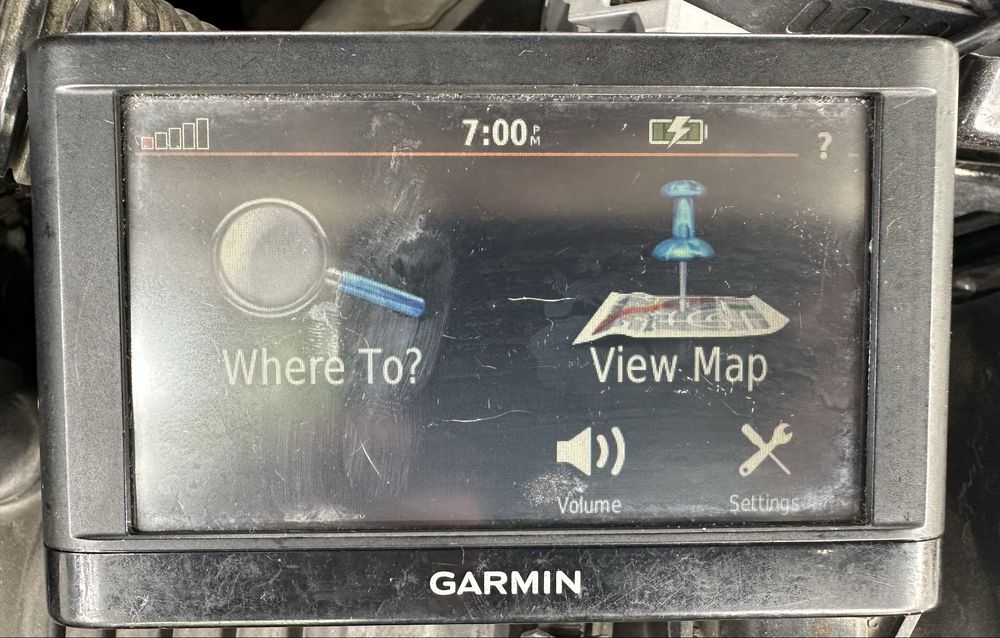 7:00 PM
?
Where To?
View Map
Volume
Settings
GARMIN